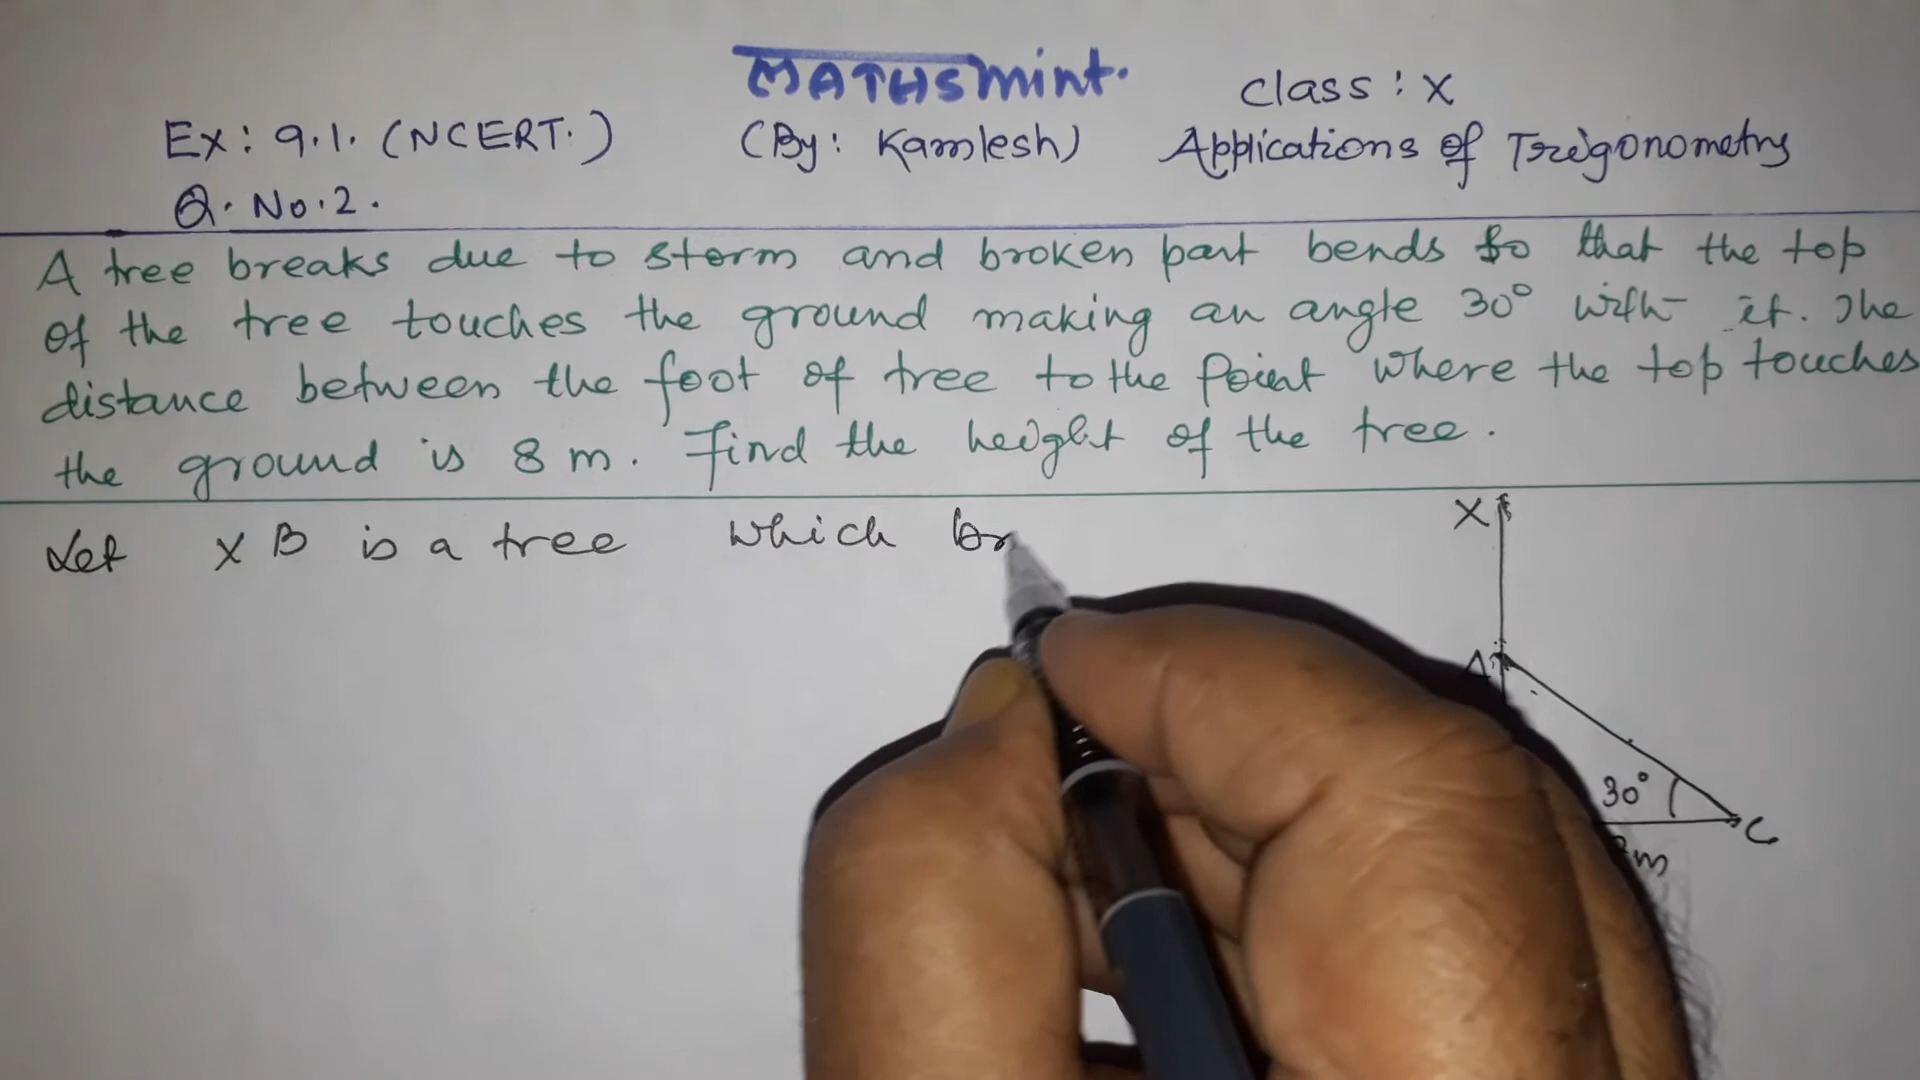 MATHSmint.
class : X
Ex: 9.1. (NCERT.)
(By: Kamlesh)
Applications of Trigonometry
Q. No. 2.
A tree breaks due to storm and broken part bends so that the top
of the tree touches the ground making an angle 30° with it. The
distance between the foot of tree to the point where the top touches
the ground is 8 m. Find the height of the tree.
Let XB is a tree which br
X
A
30°
C
m